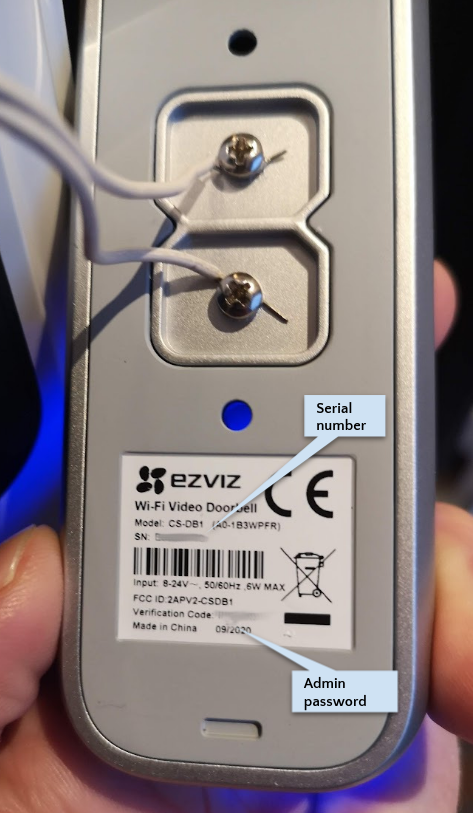 Serial
number
ezviz
CE
Wi-Fi Video Doorbell
Model: CS-DB1 (A0-1B3WPFR)
SN:
Input: 8-24V~, 50/60Hz ,6W MAX
FCC ID:2APV2-CSDB1
Verification Code:
Made in China 09/2020
Admin
password